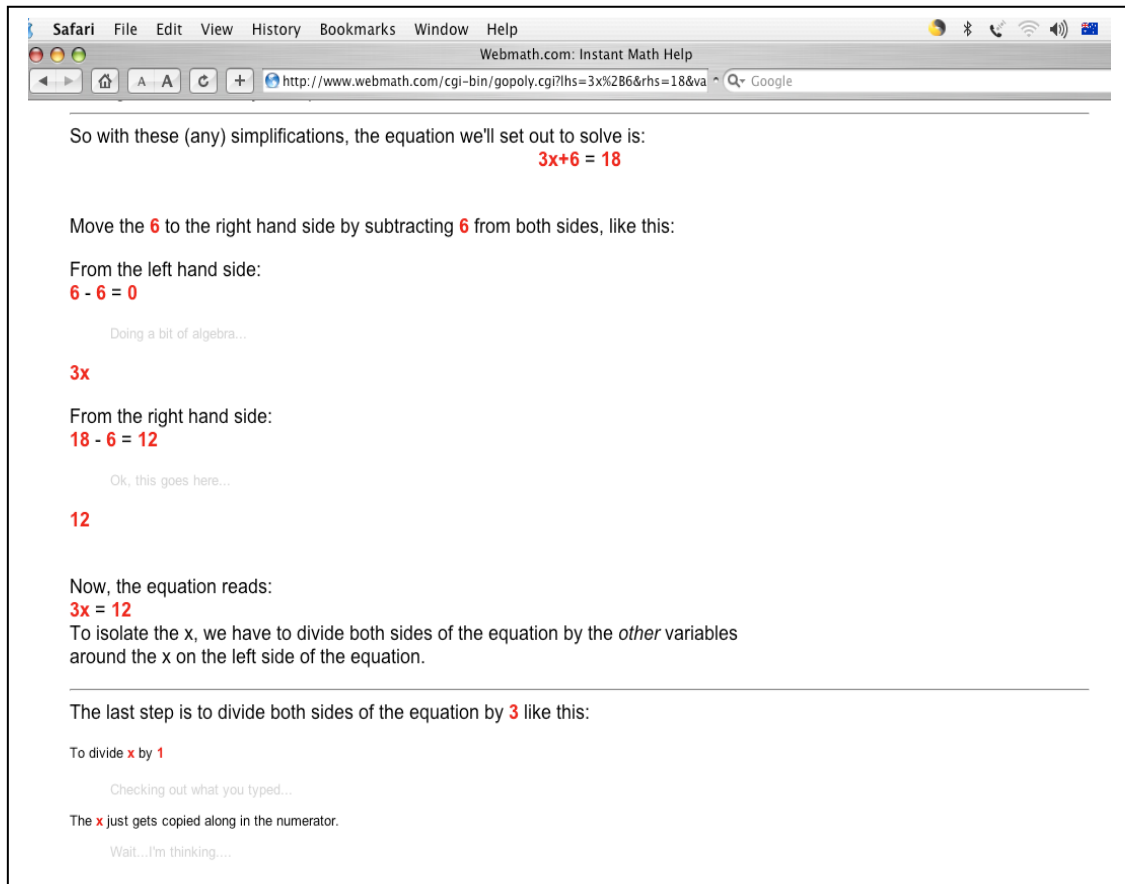 Safari File Edit View History Bookmarks Window Help
Webmath.com: Instant Math Help
A A + http://www.webmath.com/cgi-bin/gopoly.cgi?lhs=3x%2B6&rhs=18&va Google
So with these (any) simplifications, the equation we'll set out to solve is:
3x+6 = 18
Move the 6 to the right hand side by subtracting 6 from both sides, like this:
From the left hand side:
6 - 6 = 0
Doing a bit of algebra...
3x
From the right hand side:
18 - 6 = 12
Ok, this goes here...
12
Now, the equation reads:
3x = 12
To isolate the x, we have to divide both sides of the equation by the other variables
around the x on the left side of the equation.
The last step is to divide both sides of the equation by 3 like this:
To divide x by 1
Checking out what you typed...
The x just gets copied along in the numerator.
Wait...I'm thinking....